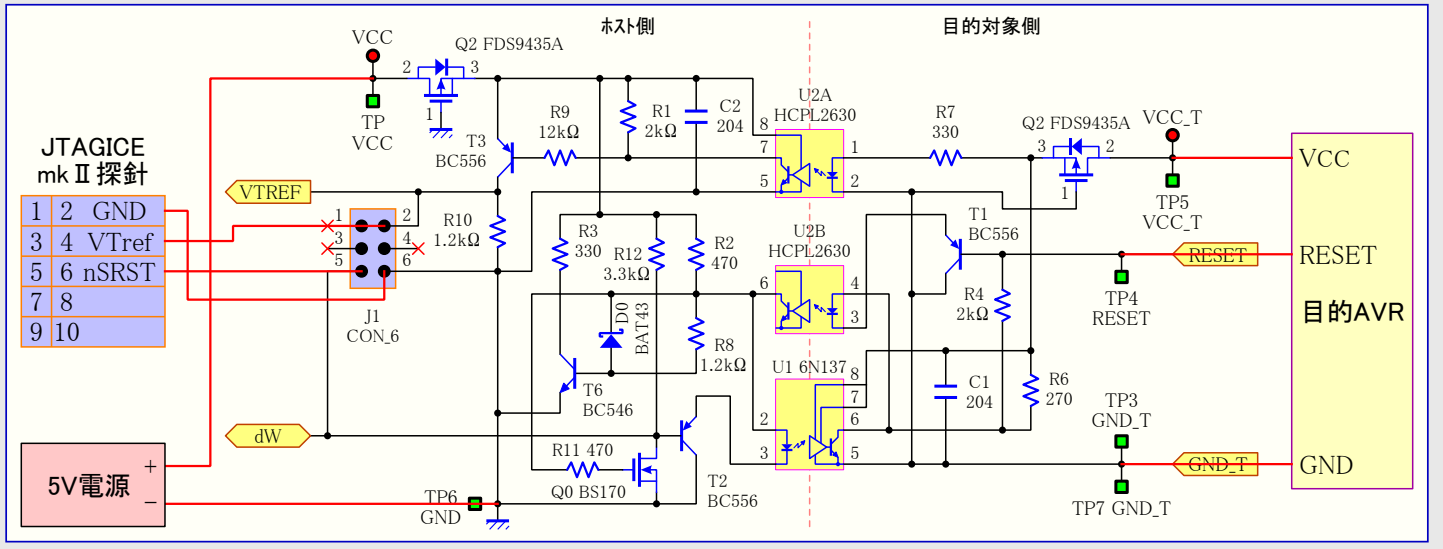 ホスト側
目的対象側
VCC
Q2 FDS9435A
2
3
1
TP
VCC
T3
BC556
R9
12kΩ
R1
2kΩ
C2
204
U2A
HCPL2630
8
7
5
1
2
R7
330
Q2 FDS9435A
3
2
1
VCC_T
TP5
VCC_T
VCC
JTAGICE
mkⅡ探針
1 2 GND
3 4 VTref
5 6 nSRST
7 8
9 10
VTREF
1
2
3
4
5
6
J1
CON_6
R10
1.2kΩ
R3
330
R12
3.3kΩ
R2
470
U2B
HCPL2630
6
4
3
T1
BC556
RESET
RESET
TP4
RESET
目的AVR
R4
2kΩ
D0
BAT43
R8
1.2kΩ
T6
BC546
U1 6N137
8
7
2
6
3
5
C1
204
R6
270
TP3
GND_T
GND_T
GND
TP7 GND_T
dW
R11 470
Q0 BS170
T2
BC556
5V電源
+
−
TP6
GND